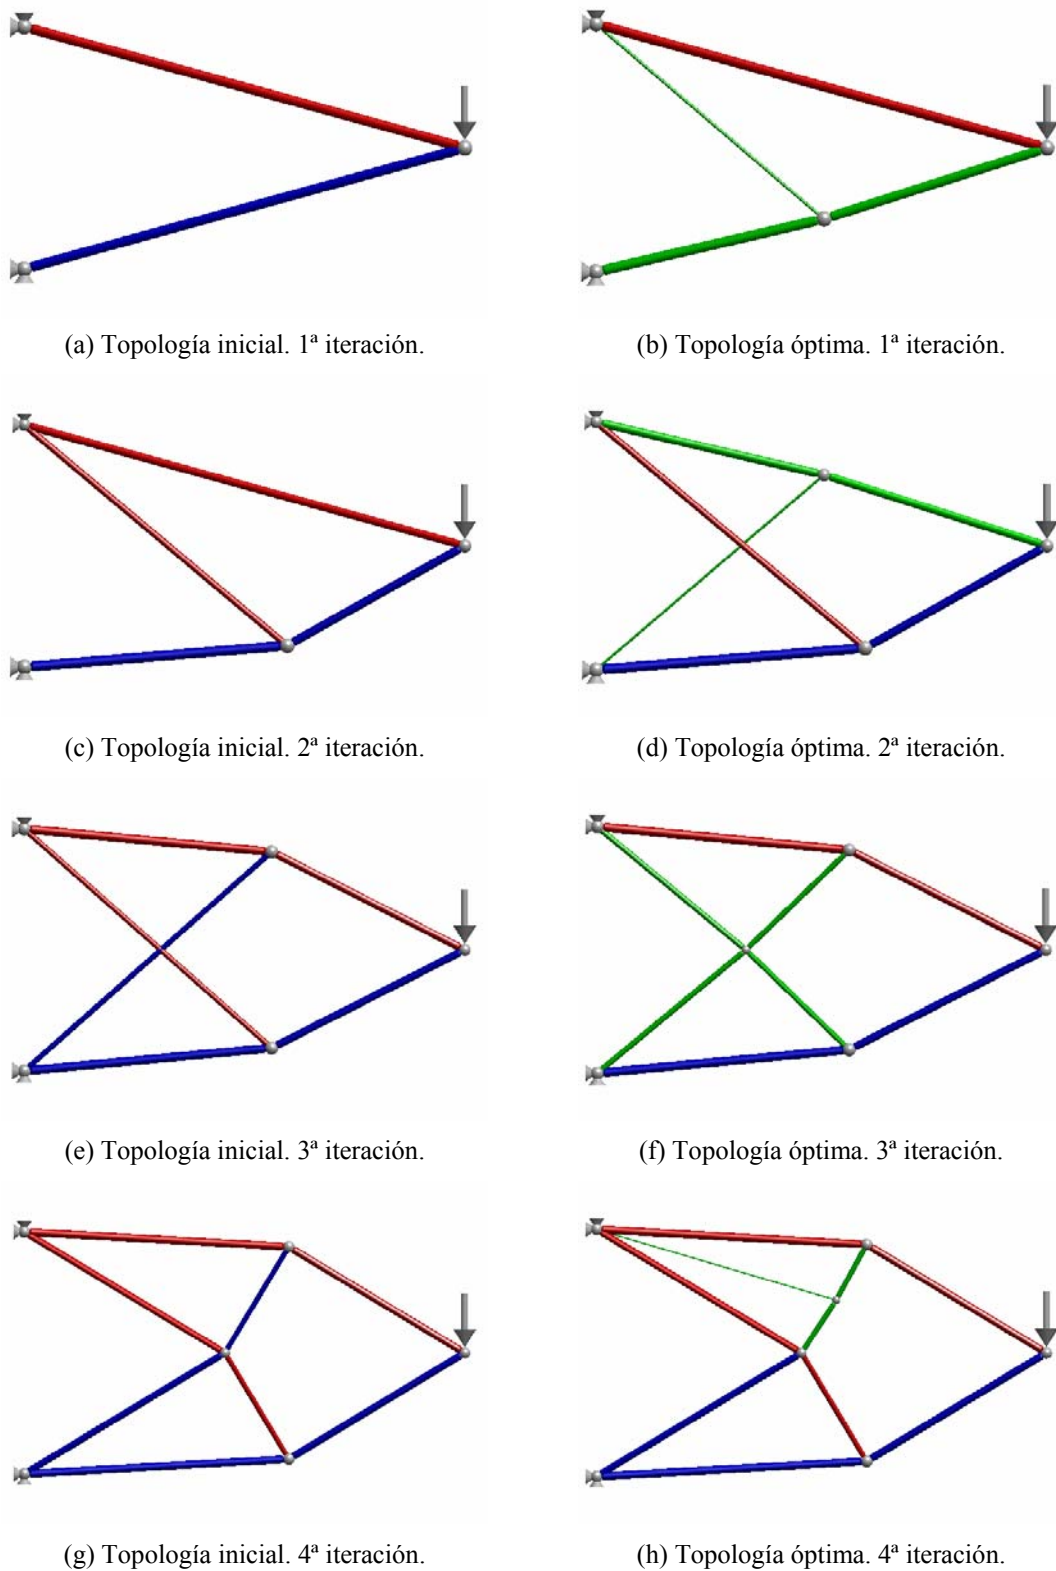 (a) Topología inicial. 1ª iteración.
(b) Topología óptima. 1ª iteración.
(c) Topología inicial. 2ª iteración.
(d) Topología óptima. 2ª iteración.
(e) Topología inicial. 3ª iteración.
(f) Topología óptima. 3ª iteración.
(g) Topología inicial. 4ª iteración.
(h) Topología óptima. 4ª iteración.